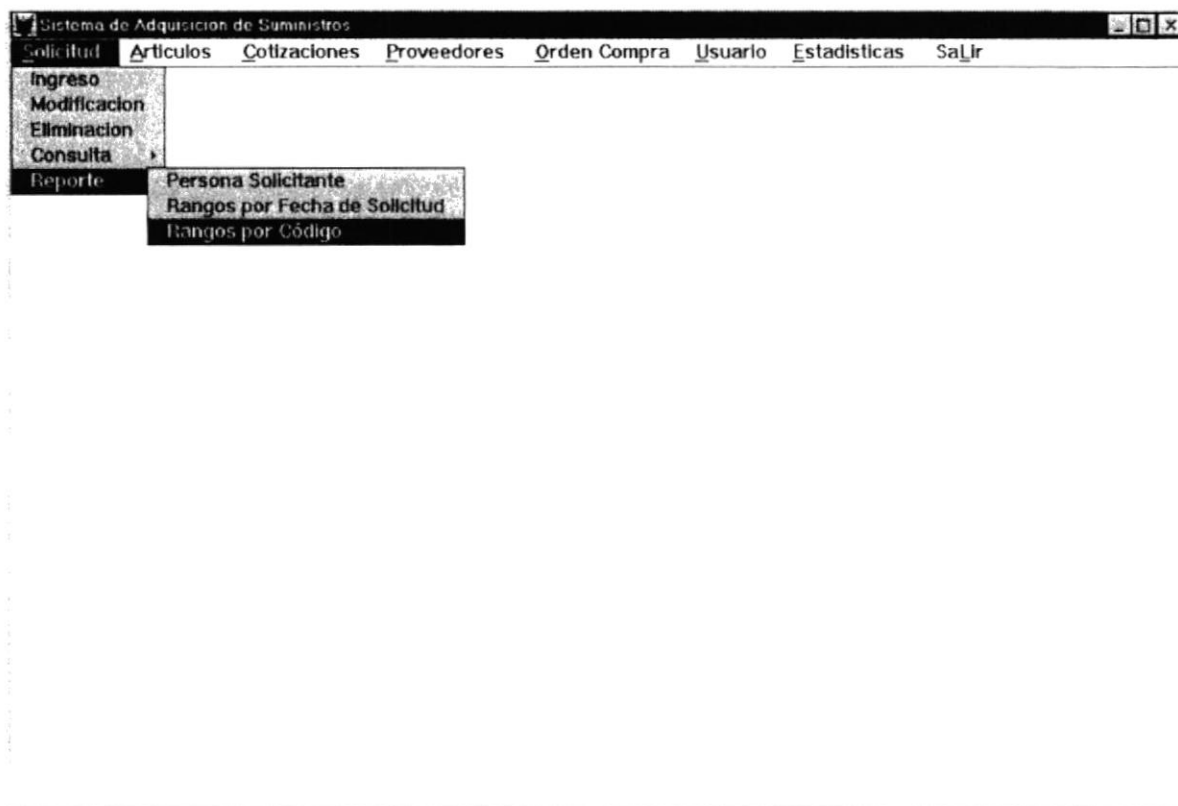 Sistema de Adquisicion de Suministros
Solicitud Articulos Cotizaciones Proveedores Orden Compra Usuario Estadisticas SaLir
Ingreso
Modificacion
Eliminacion
Consulta
Reporte
Persona Solicitante
Rangos por Fecha de Solicitud
Rangos por Código